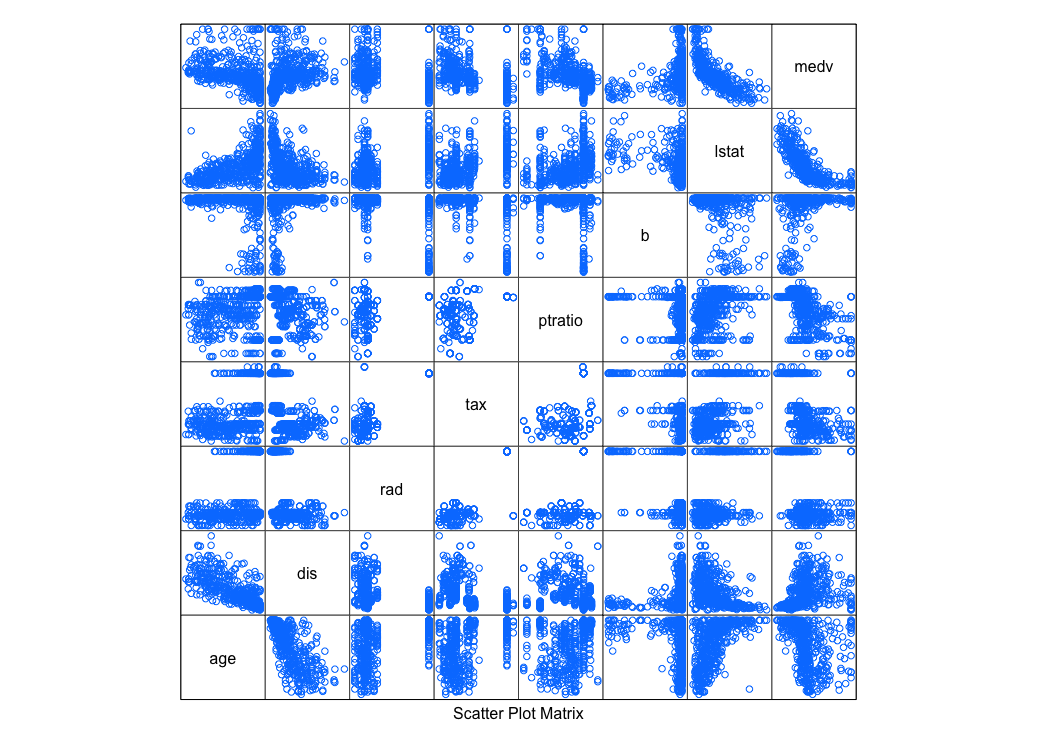 medv
lstat
b
ptratio
tax
rad
dis
age
Scatter Plot Matrix